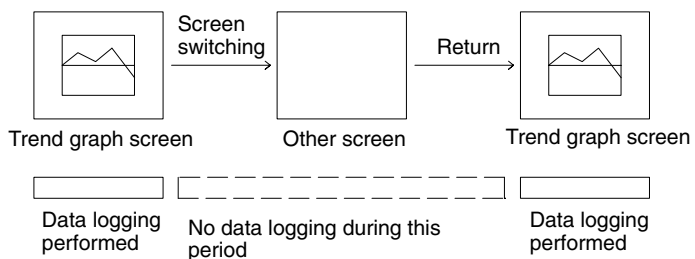 Screen
switching
Return
Trend graph screen
Other screen
Trend graph screen
Data logging
performed
No data logging during this
period
Data logging
performed